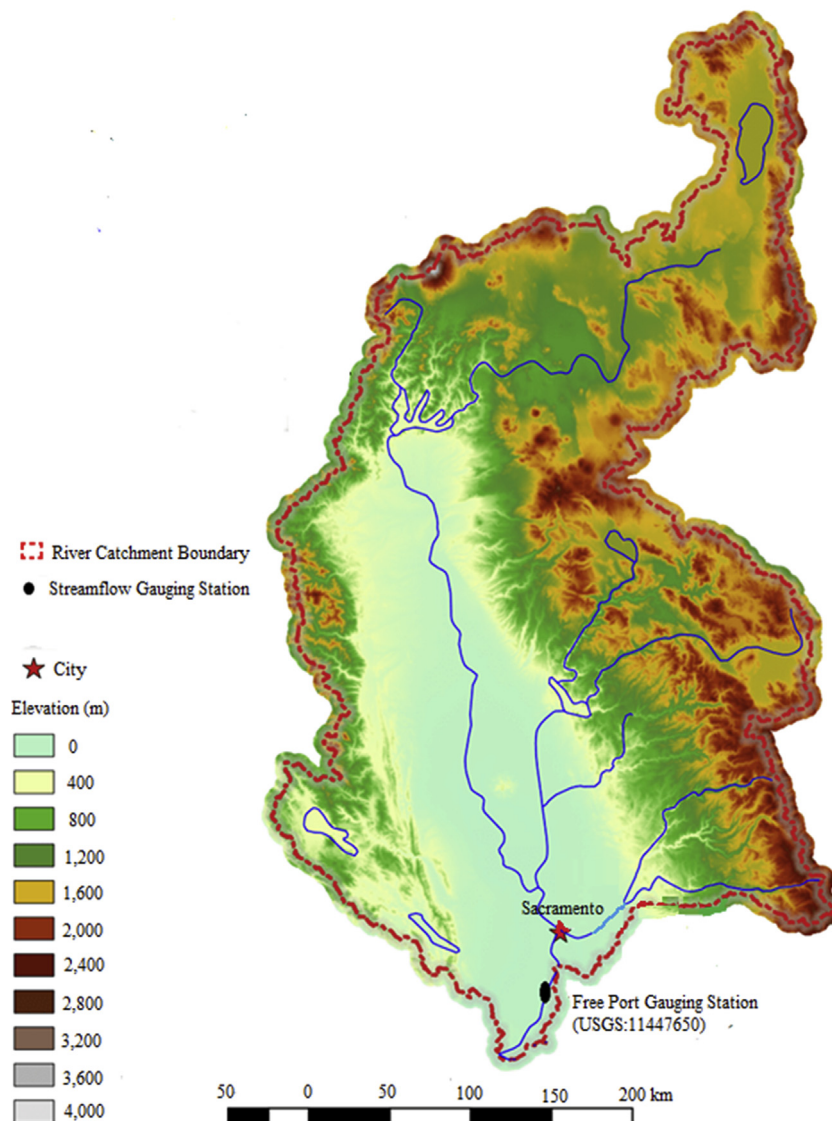 River Catchment Boundary
Streamflow Gauging Station
City
Elevation (m)
0
400
800
1,200
1,600
2,000
2,400
2,800
3,200
3,600
4,000
Sacramento
Free Port Gauging Station
(USGS:11447650)
50 0 50 100 150 200 km